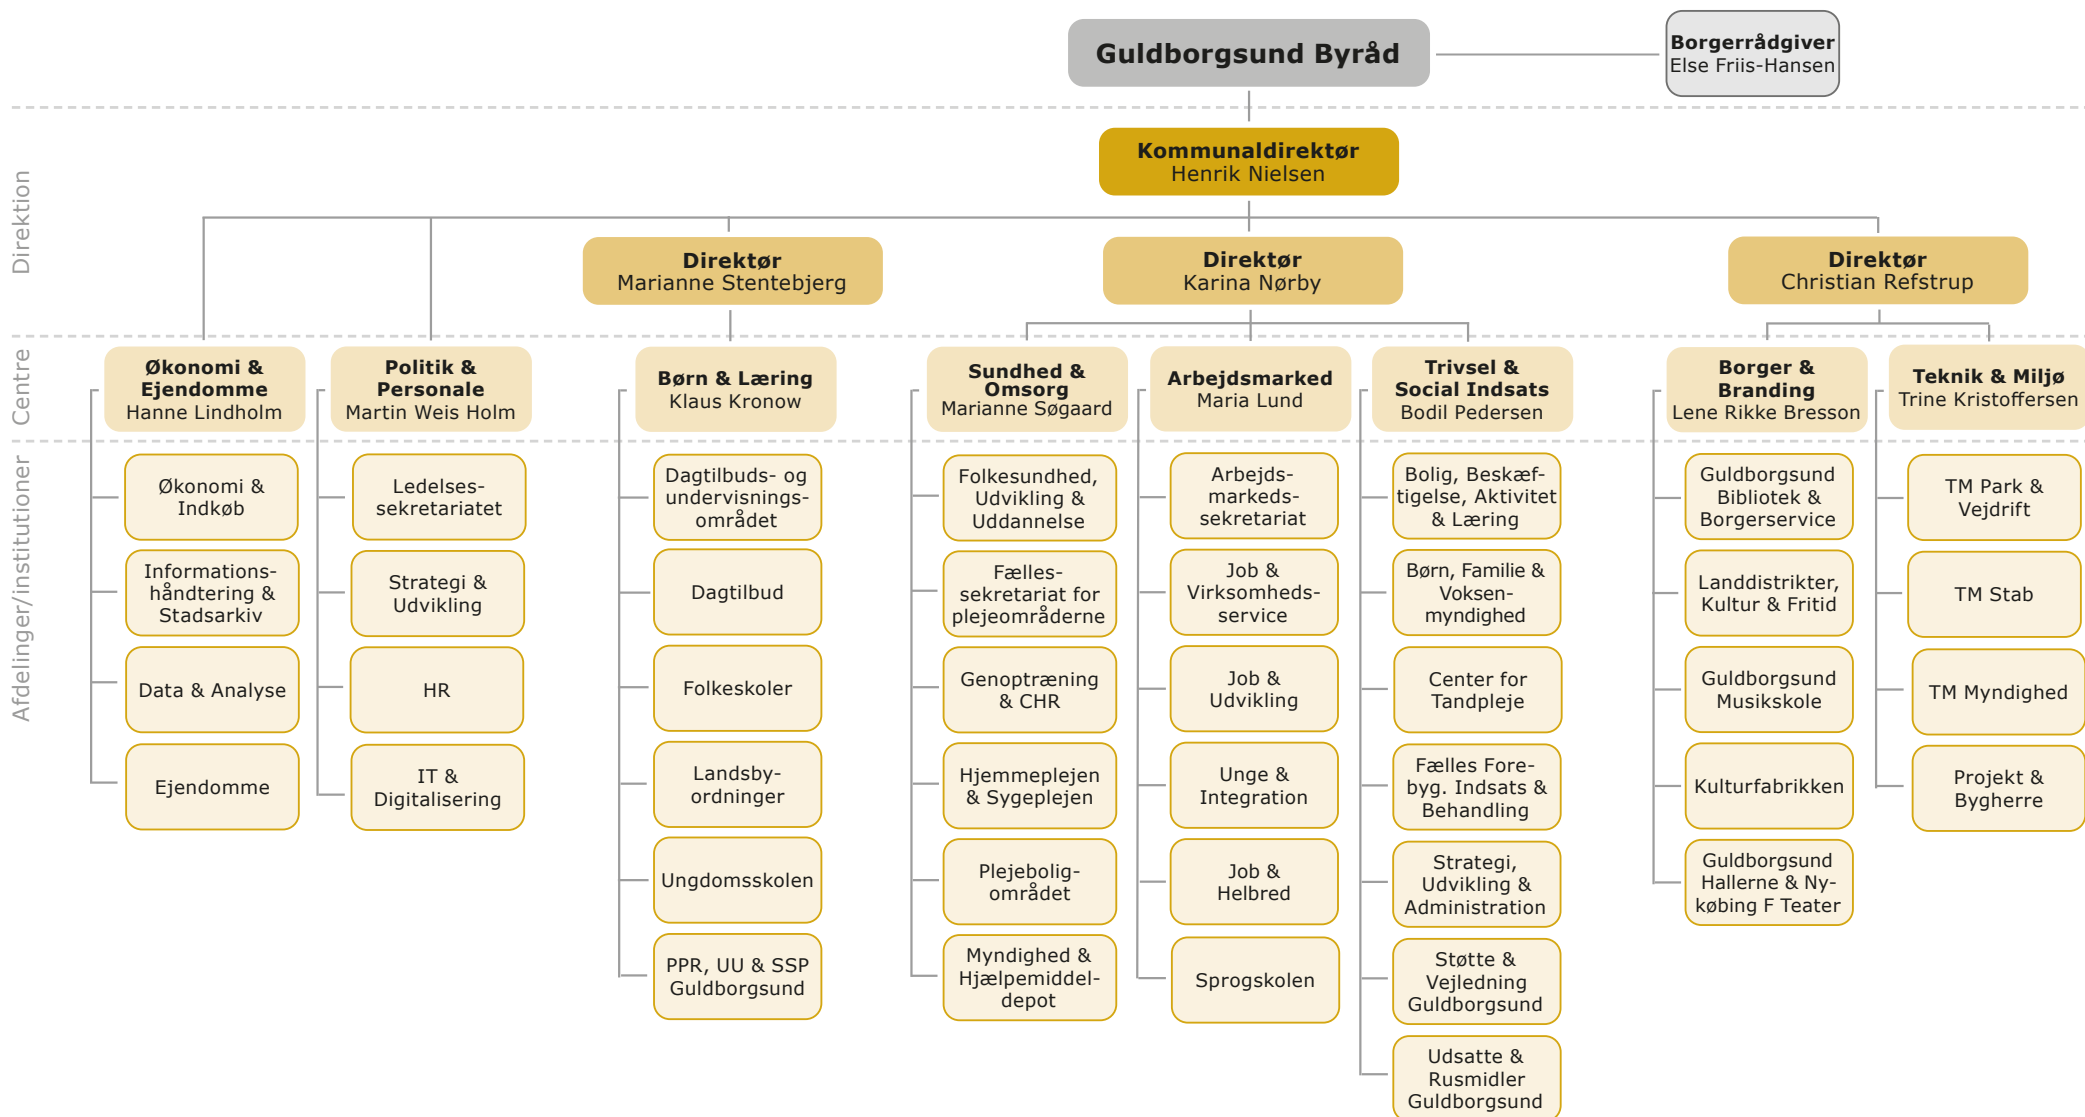 Guldborgsund Byråd
Borgerrådgiver
Else Friis-Hansen
Direktion
Kommunaldirektør
Henrik Nielsen
Direktør
Marianne Stentebjerg
Direktør
Karina Nørby
Direktør
Christian Refstrup
Centre
Økonomi &
Ejendomme
Hanne Lindholm
Politik &
Personale
Martin Weis Holm
Børn & Læring
Klaus Kronow
Sundhed &
Omsorg
Marianne Søgaard
Arbejdsmarked
Maria Lund
Trivsel &
Social Indsats
Bodil Pedersen
Borger &
Branding
Lene Rikke Bresson
Teknik & Miljø
Trine Kristoffersen
Afdelinger/institutioner
Økonomi &
Indkøb
Informations-
håndtering &
Stadsarkiv
Data & Analyse
Ejendomme
Ledelses-
sekretariatet
Strategi &
Udvikling
HR
IT &
Digitalisering
Dagtilbuds- og
undervisnings-
området
Dagtilbud
Folkeskoler
Landsby-
ordninger
Ungdomsskolen
PPR, UU & SSP
Guldborgsund
Folkesundhed,
Udvikling &
Uddannelse
Fælles-
sekretariat for
plejeområderne
Genoptræning
& CHR
Hjemmeplejen
& Sygeplejen
Plejebolig-
området
Myndighed &
Hjælpemiddel-
depot
Arbejds-
markeds-
sekretariat
Job &
Virksomheds-
service
Job &
Udvikling
Unge &
Integration
Job &
Helbred
Sprogskolen
Bolig, Beskæf-
tigelse, Aktivitet
& Læring
Børn, Familie &
Voksen-
myndighed
Center for
Tandpleje
Fælles Fore-
byg. Indsats &
Behandling
Strategi,
Udvikling &
Administration
Støtte &
Vejledning
Guldborgsund
Udsatte &
Rusmidler
Guldborgsund
Guldborgsund
Bibliotek &
Borgerservice
Landdistrikter,
Kultur & Fritid
Guldborgsund
Musikskole
Kulturfabrikken
Guldborgsund
Hallerne & Ny-
købing F Teater
TM Park &
Vejdrift
TM Stab
TM Myndighed
Projekt &
Bygherre